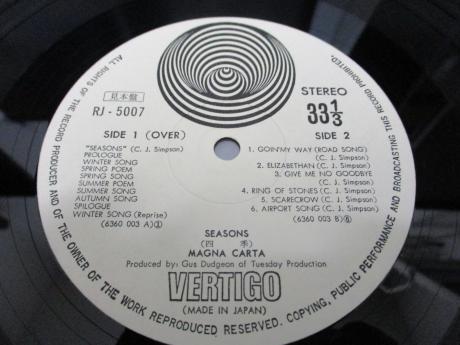 ALL RIGHTS OF THE RECORD PRODUCER AND OF THE OWNER OF THE WORK REPRODUCED RESERVED. COPYING, PUBLIC PERFORMANCE AND BROADCASTING THIS RECORD PROHIBITED.
見本盤
RJ - 5007
STEREO
33 1/3
SIDE 1 (OVER)
"SEASONS" (C. J. Simpson)
PROLOGUE
WINTER SONG
SPRING POEM
SPRING SONG
SUMMER POEM
SUMMER SONG
AUTUMN SONG
SPILOGUE
WINTER SONG (Reprise)
(6360 003 A)③
SIDE 2
1. GOIN'MY WAY (ROAD SONG)
(C. J. Simpson)
2. ELIZABETHAN (C. J. Simpson)
3. GIVE ME NO GOODBYE
(C. J. Simpson)
4. RING OF STONES (C. J. Simpson)
5. SCARECROW (C. J. Simpson)
6. AIRPORT SONG (C. J. Simpson)
(6360 003 B)⑥
SEASONS
(四 季)
MAGNA CARTA
Produced by: Gus Dudgeon of Tuesday Production
VERTIGO
(MADE IN JAPAN)